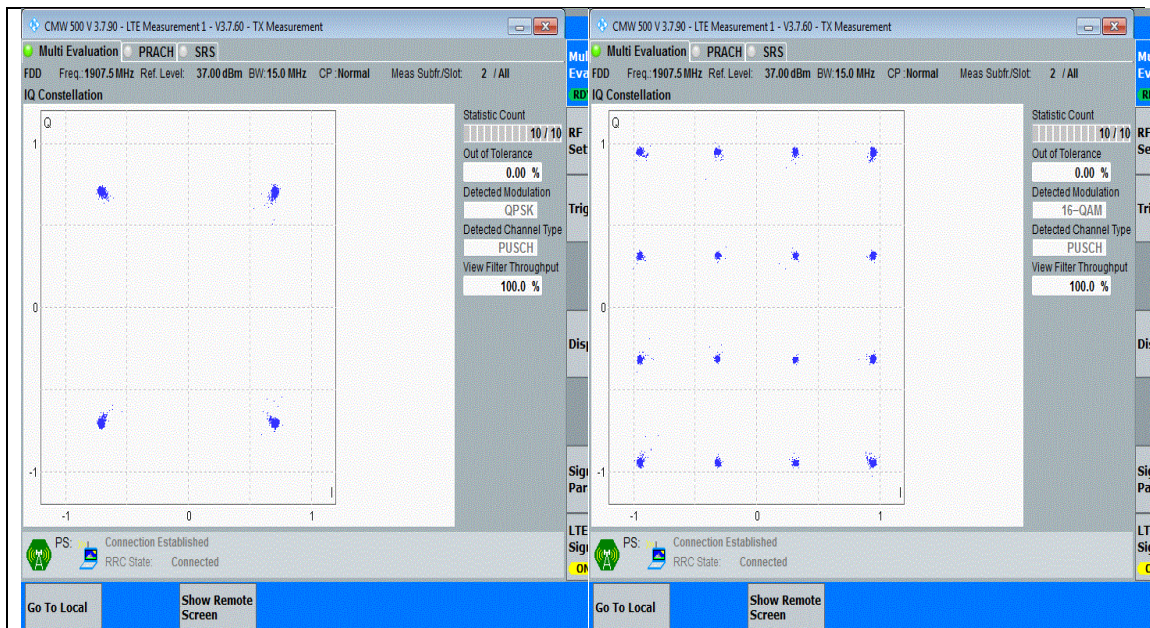 CMW 500 V 3.7.90 - LTE Measurement 1 - V3.7.60 - TX Measurement
Multi Evaluation PRACH SRS
FDD Freq.:1907.5 MHz Ref. Level: 37.00 dBm BW:15.0 MHz CP :Normal Meas Subfr./Slot: 2 / All
IQ Constellation
Q
1
0
-1
-1 0 1
I
Statistic Count
10 / 10
Out of Tolerance
0.00 %
Detected Modulation
QPSK
Detected Channel Type
PUSCH
View Filter Throughput
100.0 %
RF
Set
Trig
PS: Connection Established
RRC State: Connected
Go To Local
Show Remote
Screen
CMW 500 V 3.7.90 - LTE Measurement 1 - V3.7.60 - TX Measurement
Multi Evaluation PRACH SRS
FDD Freq.:1907.5 MHz Ref. Level: 37.00 dBm BW:15.0 MHz CP :Normal Meas Subfr./Slot: 2 / All
IQ Constellation
Q
1
0
-1
-1 0 1
I
Statistic Count
10 / 10
Out of Tolerance
0.00 %
Detected Modulation
16-QAM
Detected Channel Type
PUSCH
View Filter Throughput
100.0 %
RF
PS: Connection Established
RRC State: Connected
Go To Local
Show Remote
Screen